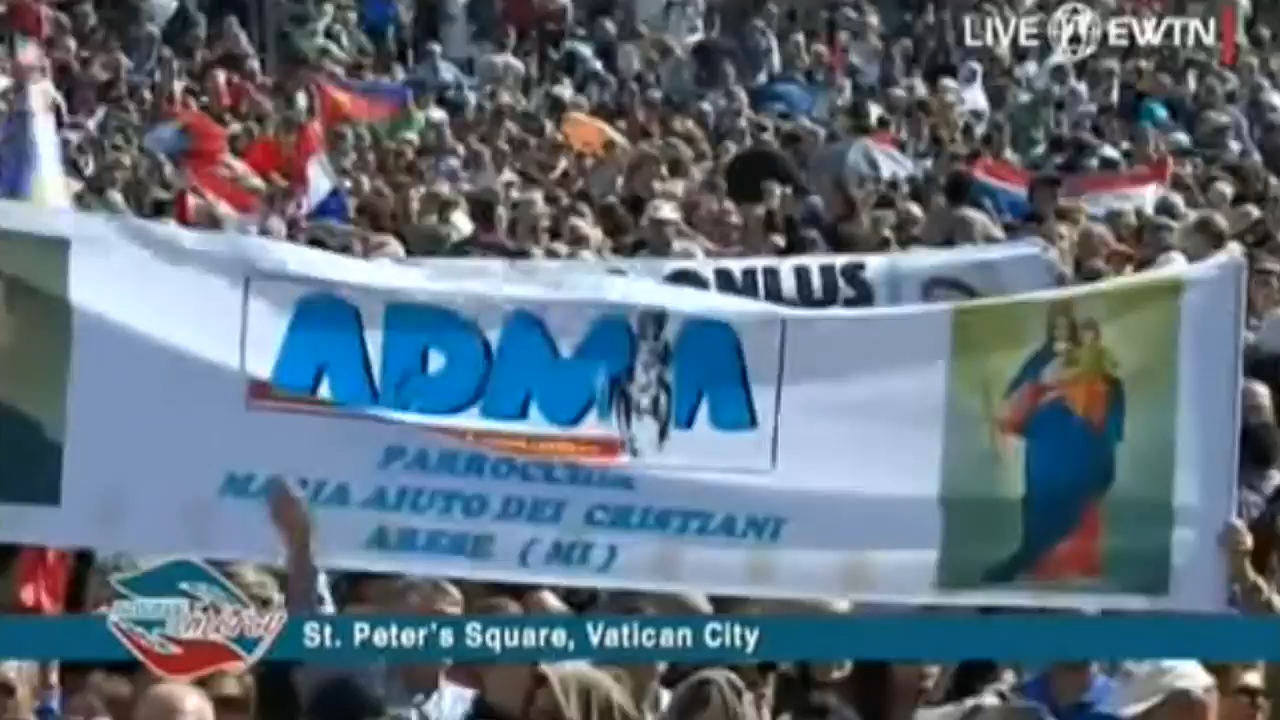 LIVE EWTN
ONLUS
ADMA
PARROCCHIA
MARIA AIUTO DEI CRISTIANI
ARESE (MI)
St. Peter's Square, Vatican City